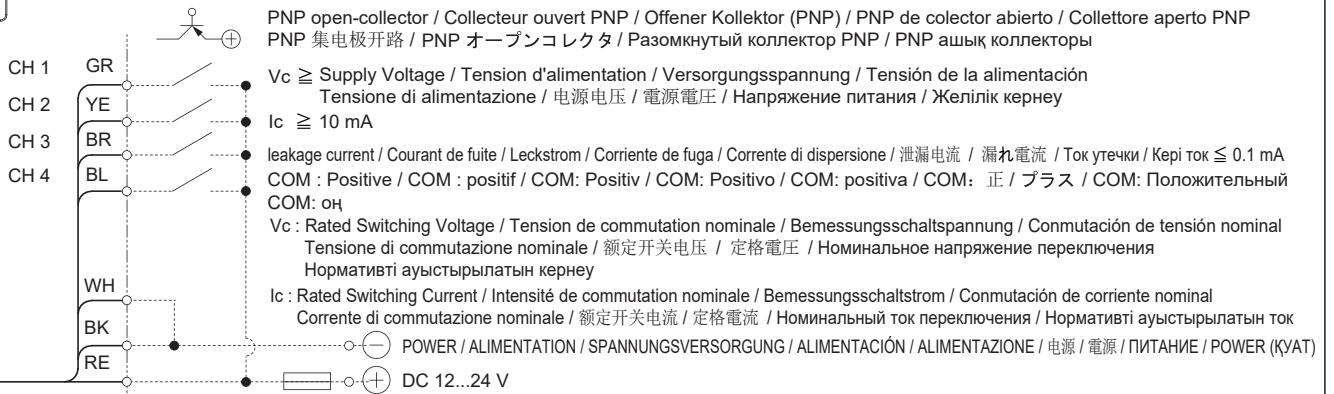 PNP open-collector / Collecteur ouvert PNP / Offener Kollektor (PNP) / PNP de colector abierto / Collettore aperto PNP
PNP 集电极开路 / PNP オープンコレクタ / Разомкнутый коллектор PNP / PNP ашық коллекторы
CH 1 GR
Vc ≧ Supply Voltage / Tension d'alimentation / Versorgungsspannung / Tensión de la alimentación
CH 2 YE
Tensione di alimentazione / 电源电压 / 電源電圧 / Напряжение питания / Желілік кернеу
Ic ≧ 10 mA
CH 3 BR
leakage current / Courant de fuite / Leckstrom / Corriente de fuga / Corrente di dispersione / 泄漏电流 / 漏れ電流 / Ток утечки / Кері ток ≦ 0.1 mA
CH 4 BL
COM : Positive / COM : positif / COM: Positiv / COM: Positivo / COM: positiva / COM：正 / プラス / COM: Положительный
COM: оң
Vc : Rated Switching Voltage / Tension de commutation nominale / Bemessungsschaltspannung / Conmutación de tensión nominal
Tensione di commutazione nominale / 额定开关电压 / 定格電圧 / Номинальное напряжение переключения
Нормативті ауыстырылатын кернеу
WH
Ic : Rated Switching Current / Intensité de commutation nominale / Bemessungsschaltstrom / Conmutación de corriente nominal
Corrente di commutazione nominale / 额定开关电流 / 定格電流 / Номинальный ток переключения / Нормативті ауыстырылатын ток
BK
POWER / ALIMENTATION / SPANNUNGSVERSORGUNG / ALIMENTACIÓN / ALIMENTAZIONE / 电源 / 電源 / ПИТАНИЕ / POWER (ҚУАТ)
RE
DC 12...24 V